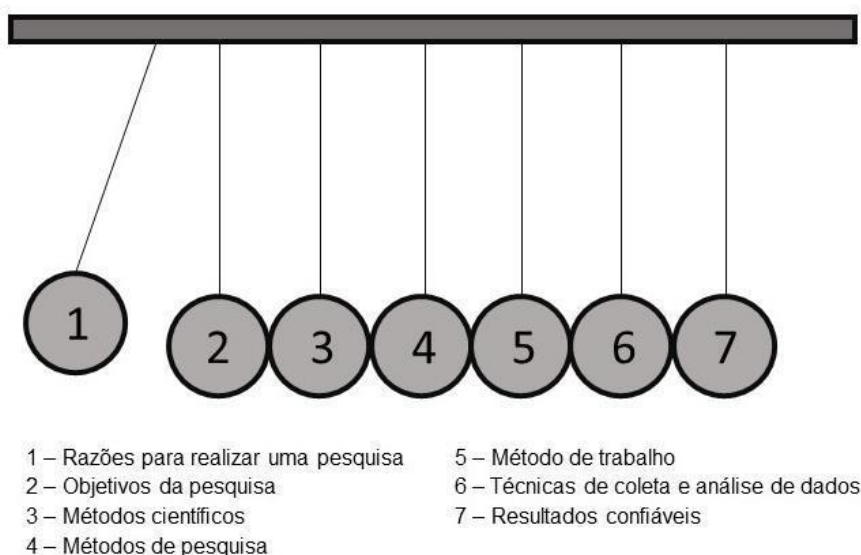 1
2
3
4
5
6
7
1 – Razões para realizar uma pesquisa
2 – Objetivos da pesquisa
3 – Métodos científicos
4 – Métodos de pesquisa
5 – Método de trabalho
6 – Técnicas de coleta e análise de dados
7 – Resultados confiáveis